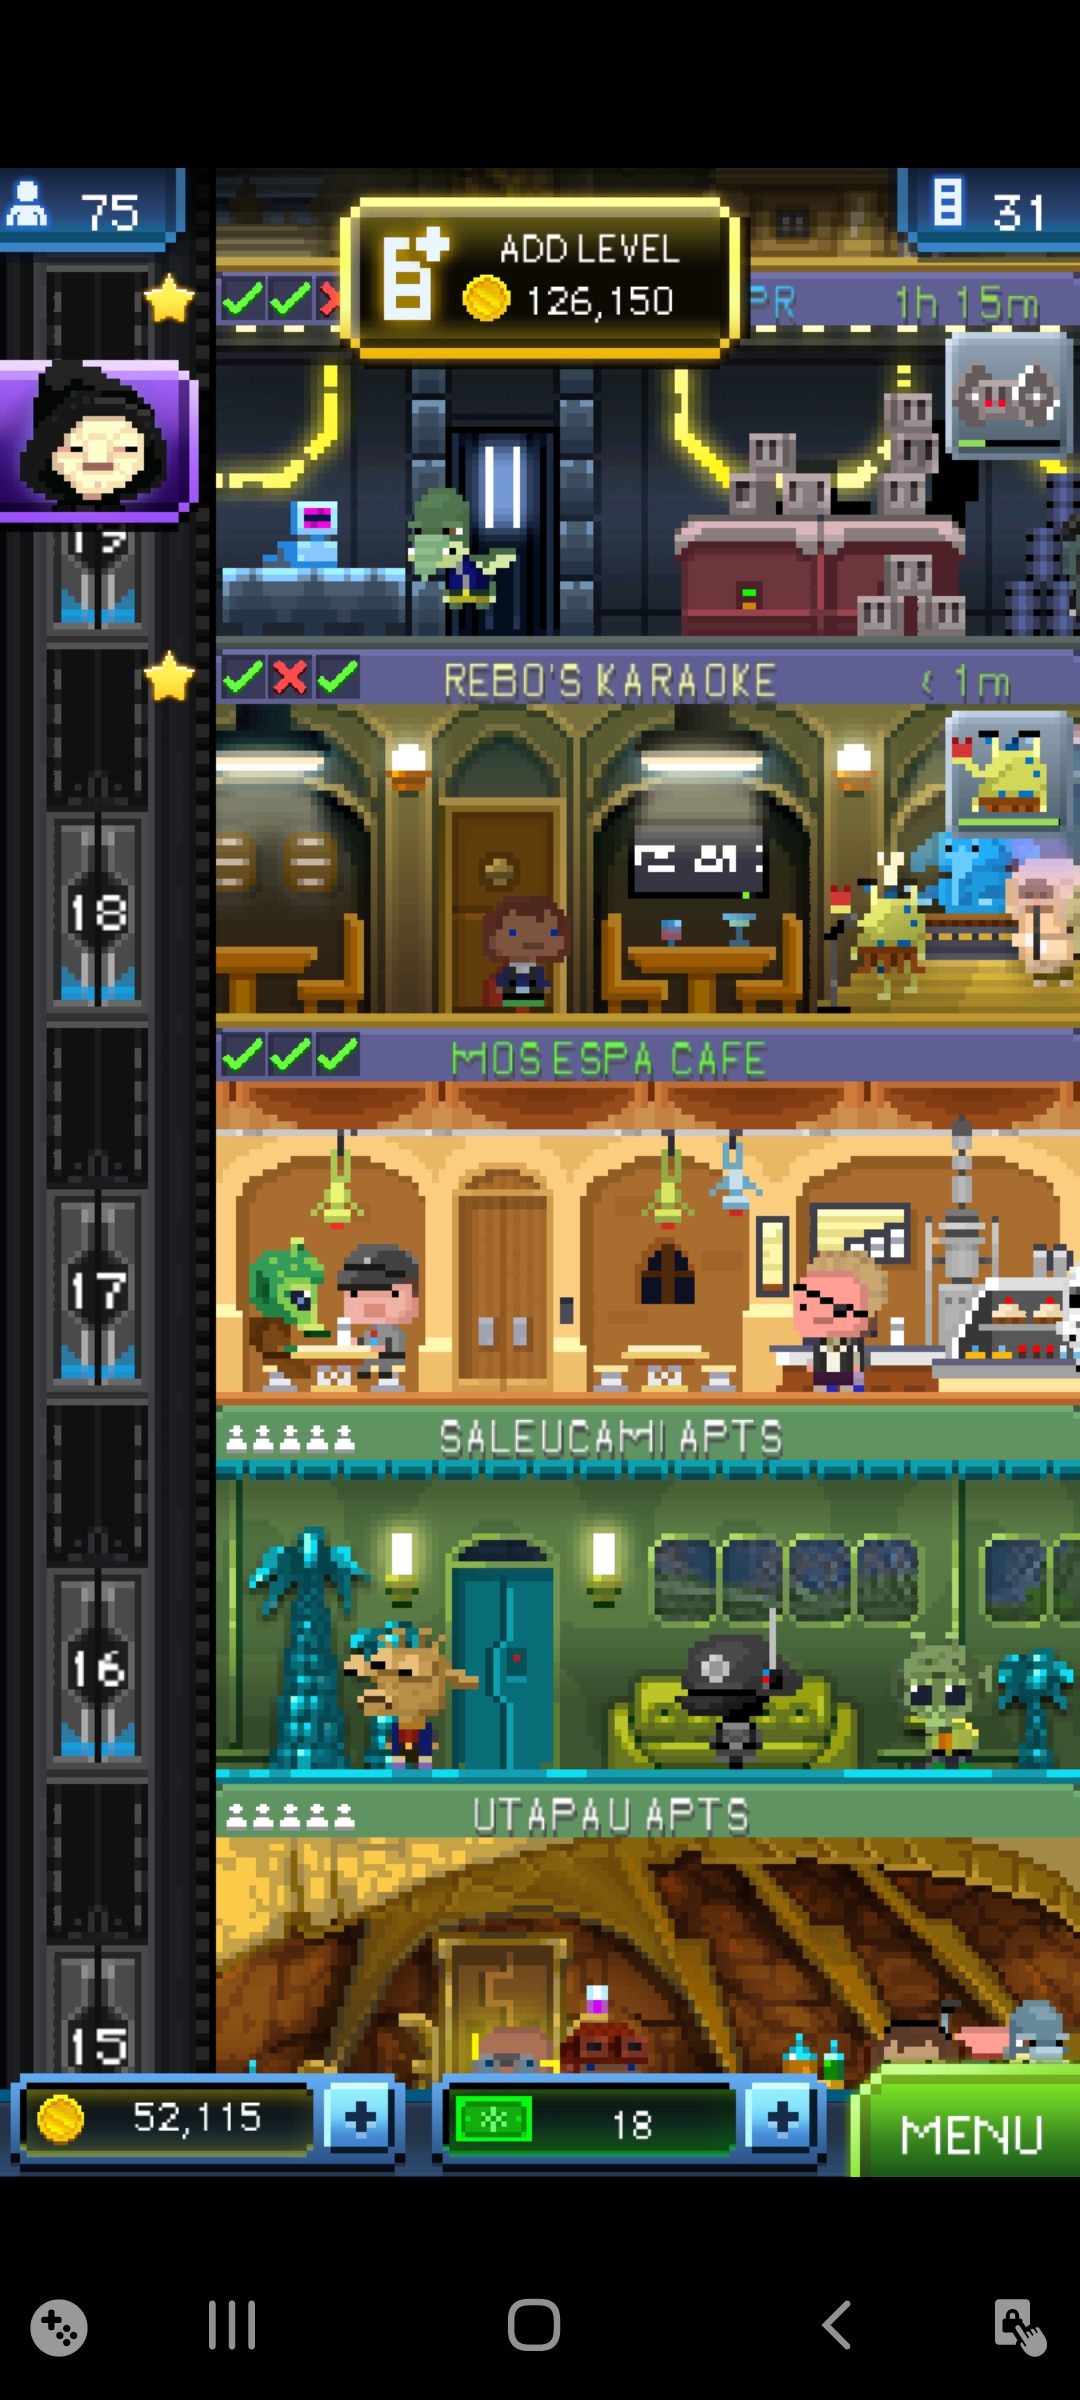 75
31
ADD LEVEL
126,150
PR
1h 15m
19
REBO'S KARAOKE
< 1m
18
MOS ESPA CAFE
17
SALEUCAMI APTS
16
UTAPAU APTS
15
52,115
18
MENU